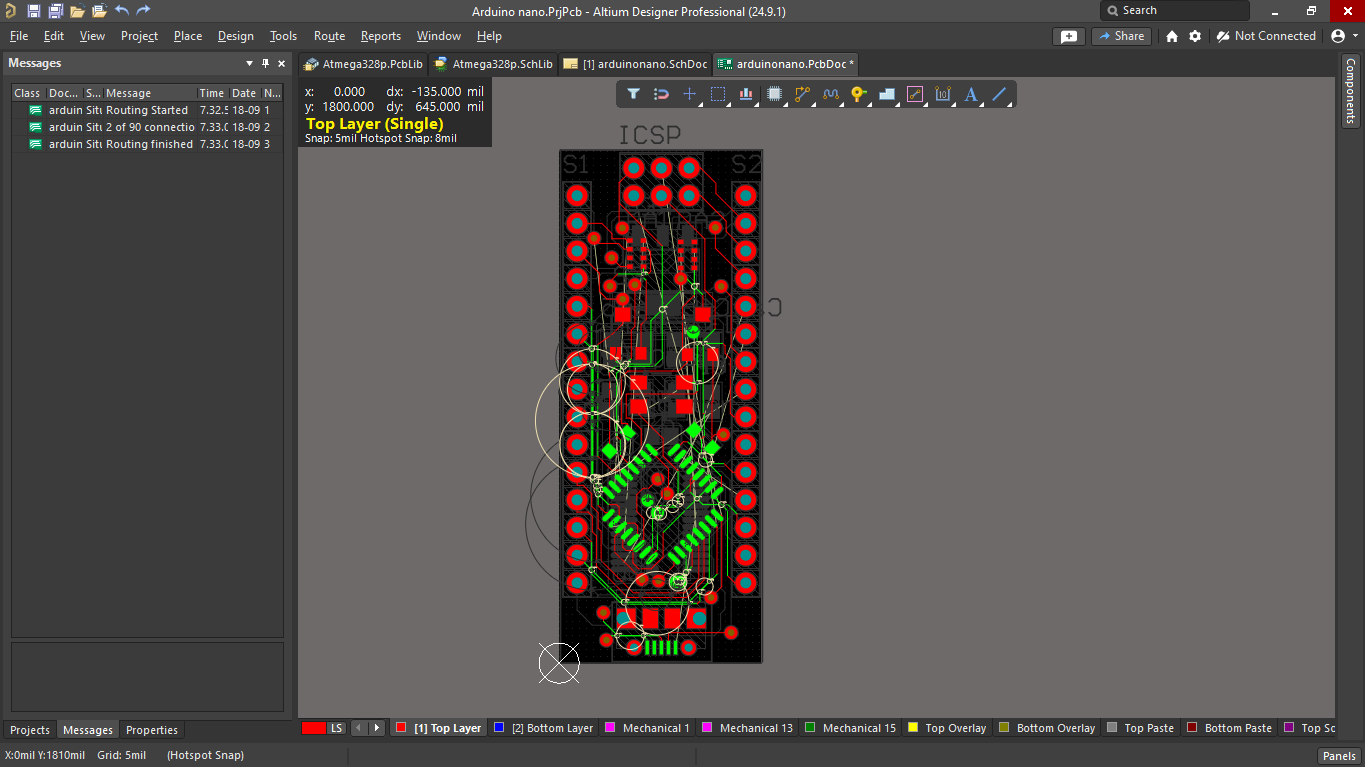 Arduino nano.PrjPcb - Altium Designer Professional (24.9.1)
Search
File Edit View Project Place Design Tools Route Reports Window Help
Share
Not Connected
Messages
Atmega328p.PcbLib
Atmega328p.SchLib
[1] arduinonano.SchDoc
arduinonano.PcbDoc *
Components
Class Doc... S... Message Time Date N...
arduin Situ Routing Started 7.32.5 18-09 1
arduin Situ 2 of 90 connectio 7.33.0 18-09 2
arduin Situ Routing finished 7.33.0 18-09 3
x: 0.000 dx: -135.000 mil
y: 1800.000 dy: 645.000 mil
Top Layer (Single)
Snap: 5mil Hotspot Snap: 8mil
ICSP
S1
S2
Projects Messages Properties
LS
[1] Top Layer
[2] Bottom Layer
Mechanical 1
Mechanical 13
Mechanical 15
Top Overlay
Bottom Overlay
Top Paste
Bottom Paste
Top So
X:0mil Y:1810mil Grid: 5mil (Hotspot Snap)
Panels